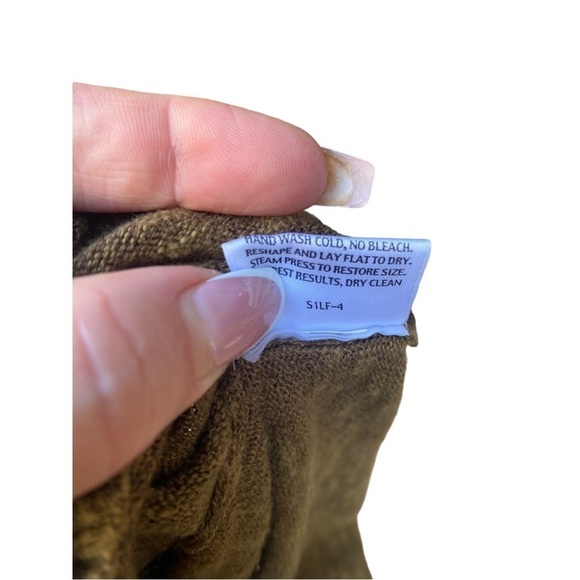 HAND WASH COLD, NO BLEACH.
RESHAPE AND LAY FLAT TO DRY.
STEAM PRESS TO RESTORE SIZE.
BEST RESULTS, DRY CLEAN
S1LF-4